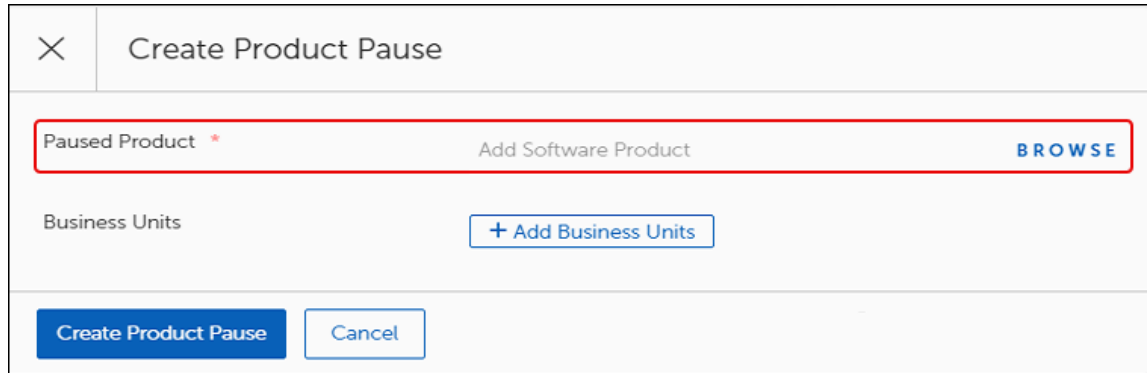 Create Product Pause
Paused Product * Add Software Product BROWSE
Business Units + Add Business Units
Create Product Pause Cancel